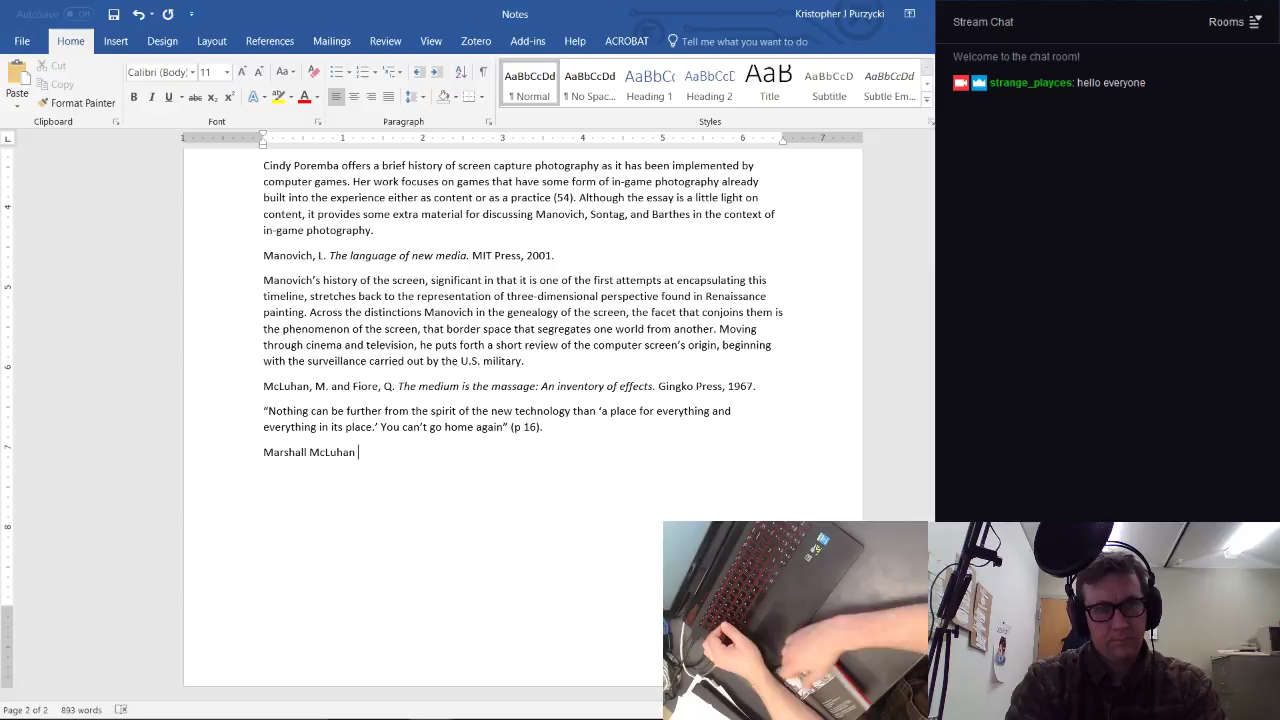 AutoSave Off
Notes
Kristopher J Purzycki
File Home Insert Design Layout References Mailings Review View Zotero Add-ins Help ACROBAT Tell me what you want to do
Paste
Cut
Copy
Format Painter
Clipboard
Calibri (Body) 11
Font
Paragraph
AaBbCcDd AaBbCcDd AaBbCc AaBbCcC AaB AaBbCcD AaBbCcDd
¶ Normal ¶ No Spac... Heading 1 Heading 2 Title Subtitle Subtle Em...
Styles
1 1 2 3 4 5 6 7
Cindy Poremba offers a brief history of screen capture photography as it has been implemented by
computer games. Her work focuses on games that have some form of in-game photography already
built into the experience either as content or as a practice (54). Although the essay is a little light on
content, it provides some extra material for discussing Manovich, Sontag, and Barthes in the context of
in-game photography.
Manovich, L. The language of new media. MIT Press, 2001.
Manovich’s history of the screen, significant in that it is one of the first attempts at encapsulating this
timeline, stretches back to the representation of three-dimensional perspective found in Renaissance
painting. Across the distinctions Manovich in the genealogy of the screen, the facet that conjoins them is
the phenomenon of the screen, that border space that segregates one world from another. Moving
through cinema and television, he puts forth a short review of the computer screen’s origin, beginning
with the surveillance carried out by the U.S. military.
McLuhan, M. and Fiore, Q. The medium is the massage: An inventory of effects. Gingko Press, 1967.
“Nothing can be further from the spirit of the new technology than ‘a place for everything and
everything in its place.’ You can’t go home again” (p 16).
Marshall McLuhan
4
5
6
7
8
Page 2 of 2 893 words
Stream Chat Rooms
Welcome to the chat room!
strange_playces: hello everyone